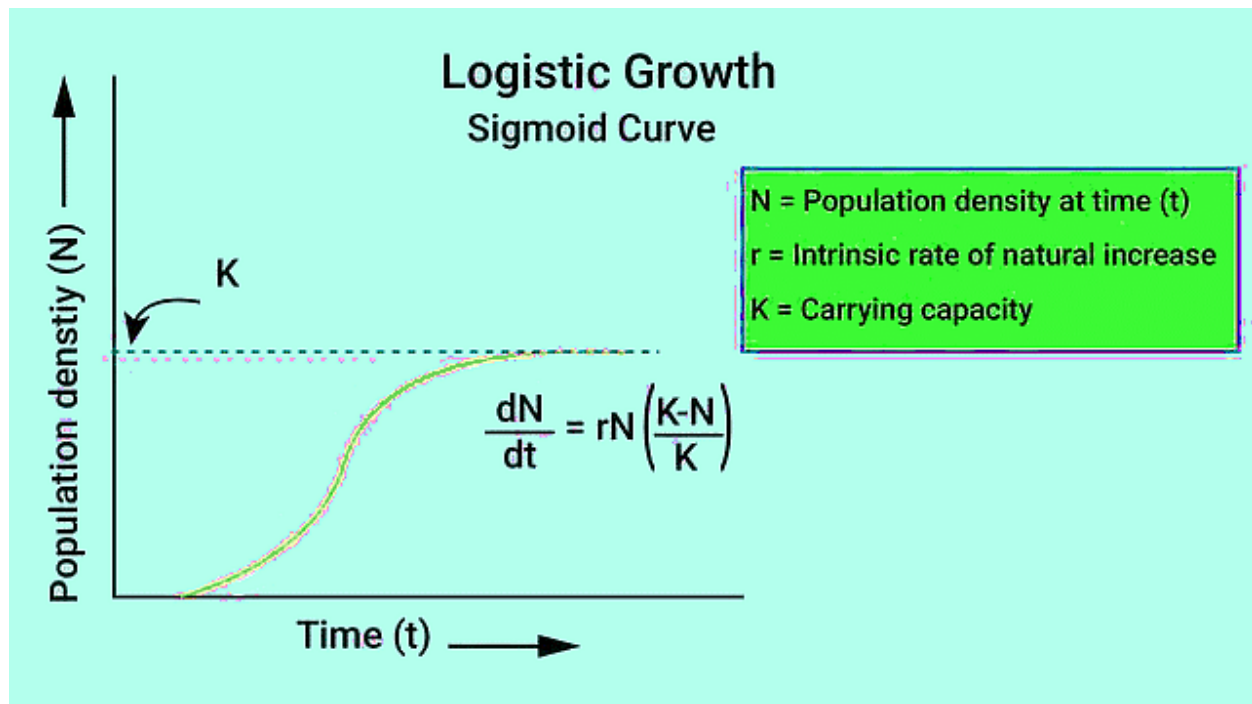 Logistic Growth
Sigmoid Curve
N = Population density at time (t)
r = Intrinsic rate of natural increase
K = Carrying capacity
K
Population denstiy (N)
dN/dt = rN(K-N/K)
Time (t)